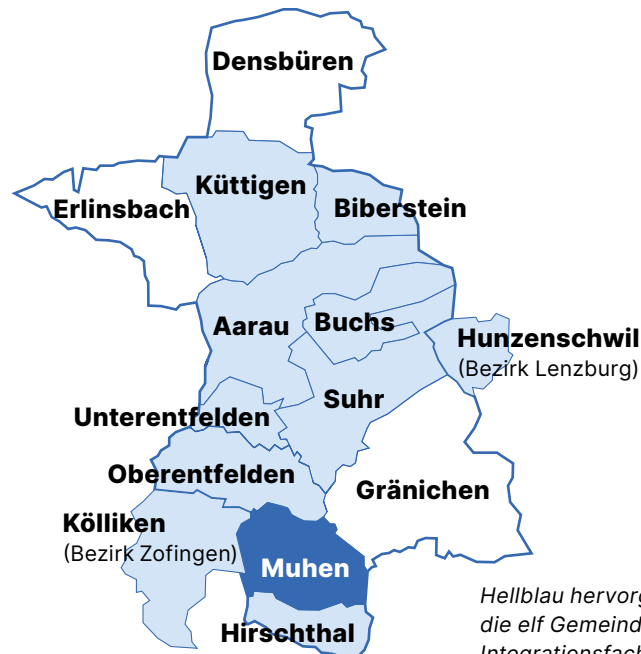 Densbüren
Küttigen
Erlinsbach
Biberstein
Aarau
Buchs
Hunzenschwil
(Bezirk Lenzburg)
Suhr
Unterentfelden
Oberentfelden
Gränichen
Kölliken
(Bezirk Zofingen)
Muhen
Hirschthal
Hellblau hervorg
die elf Gemeind
Integrationsfach